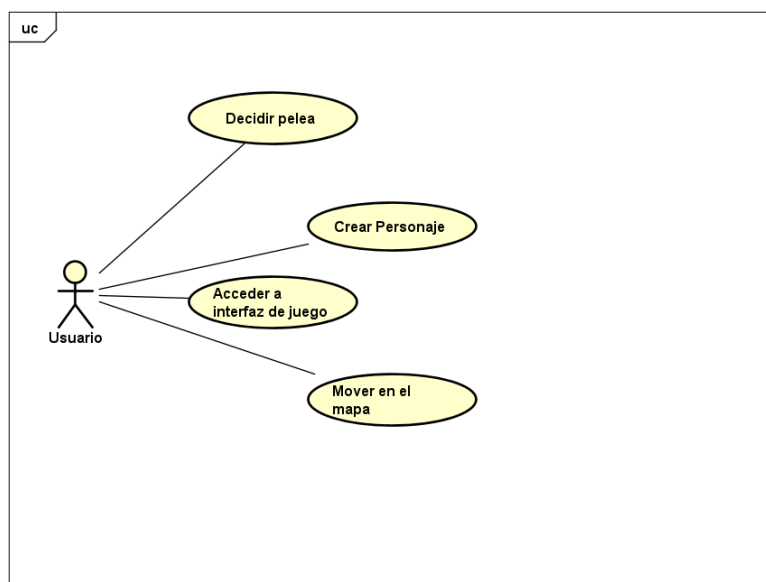 uc
Decidir pelea
Crear Personaje
Acceder a
interfaz de juego
Usuario
Mover en el
mapa